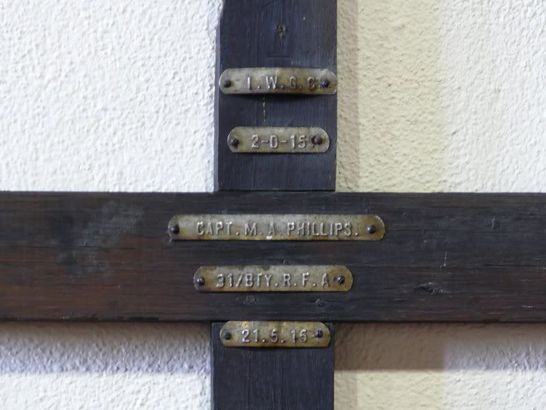 I.W.G.C
2-D-15
CAPT. M. A. PHILLIPS.
31/BTY. R. F. A
21.5.15